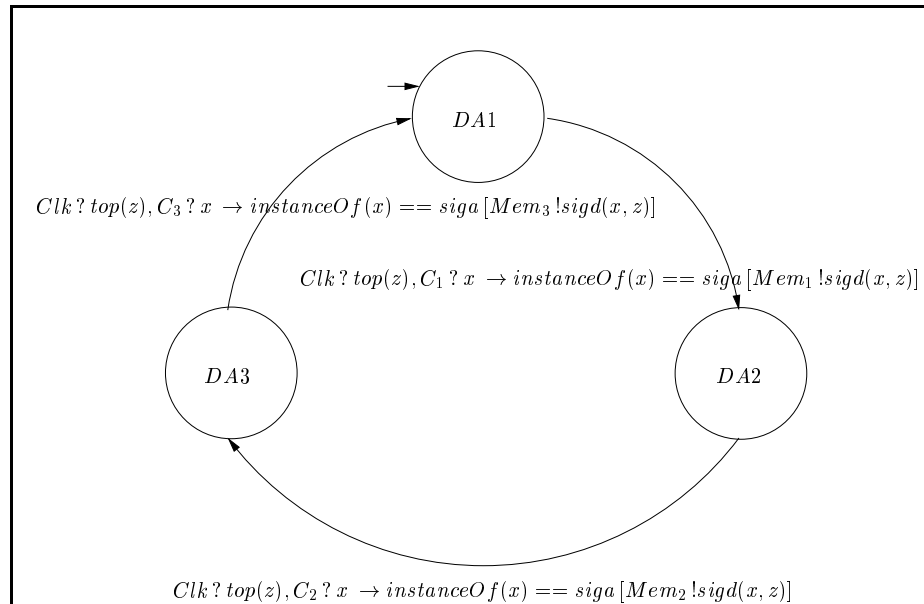 DA1
Clk ? top(z), C₃ ? x → instanceOf(x) == siga [Mem₃ !sigd(x, z)]
Clk ? top(z), C₁ ? x → instanceOf(x) == siga [Mem₁ !sigd(x, z)]
DA3
DA2
Clk ? top(z), C₂ ? x → instanceOf(x) == siga [Mem₂ !sigd(x, z)]